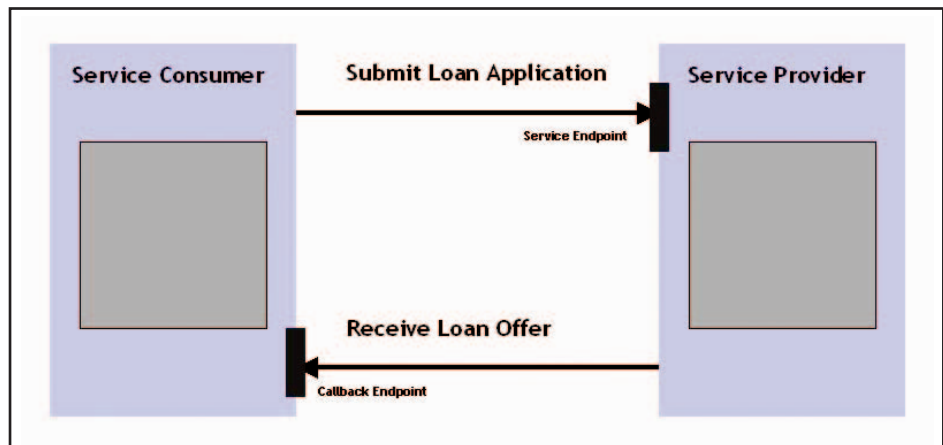 Service Consumer
Submit Loan Application
Service Provider
Service Endpoint
Receive Loan Offer
Callback Endpoint